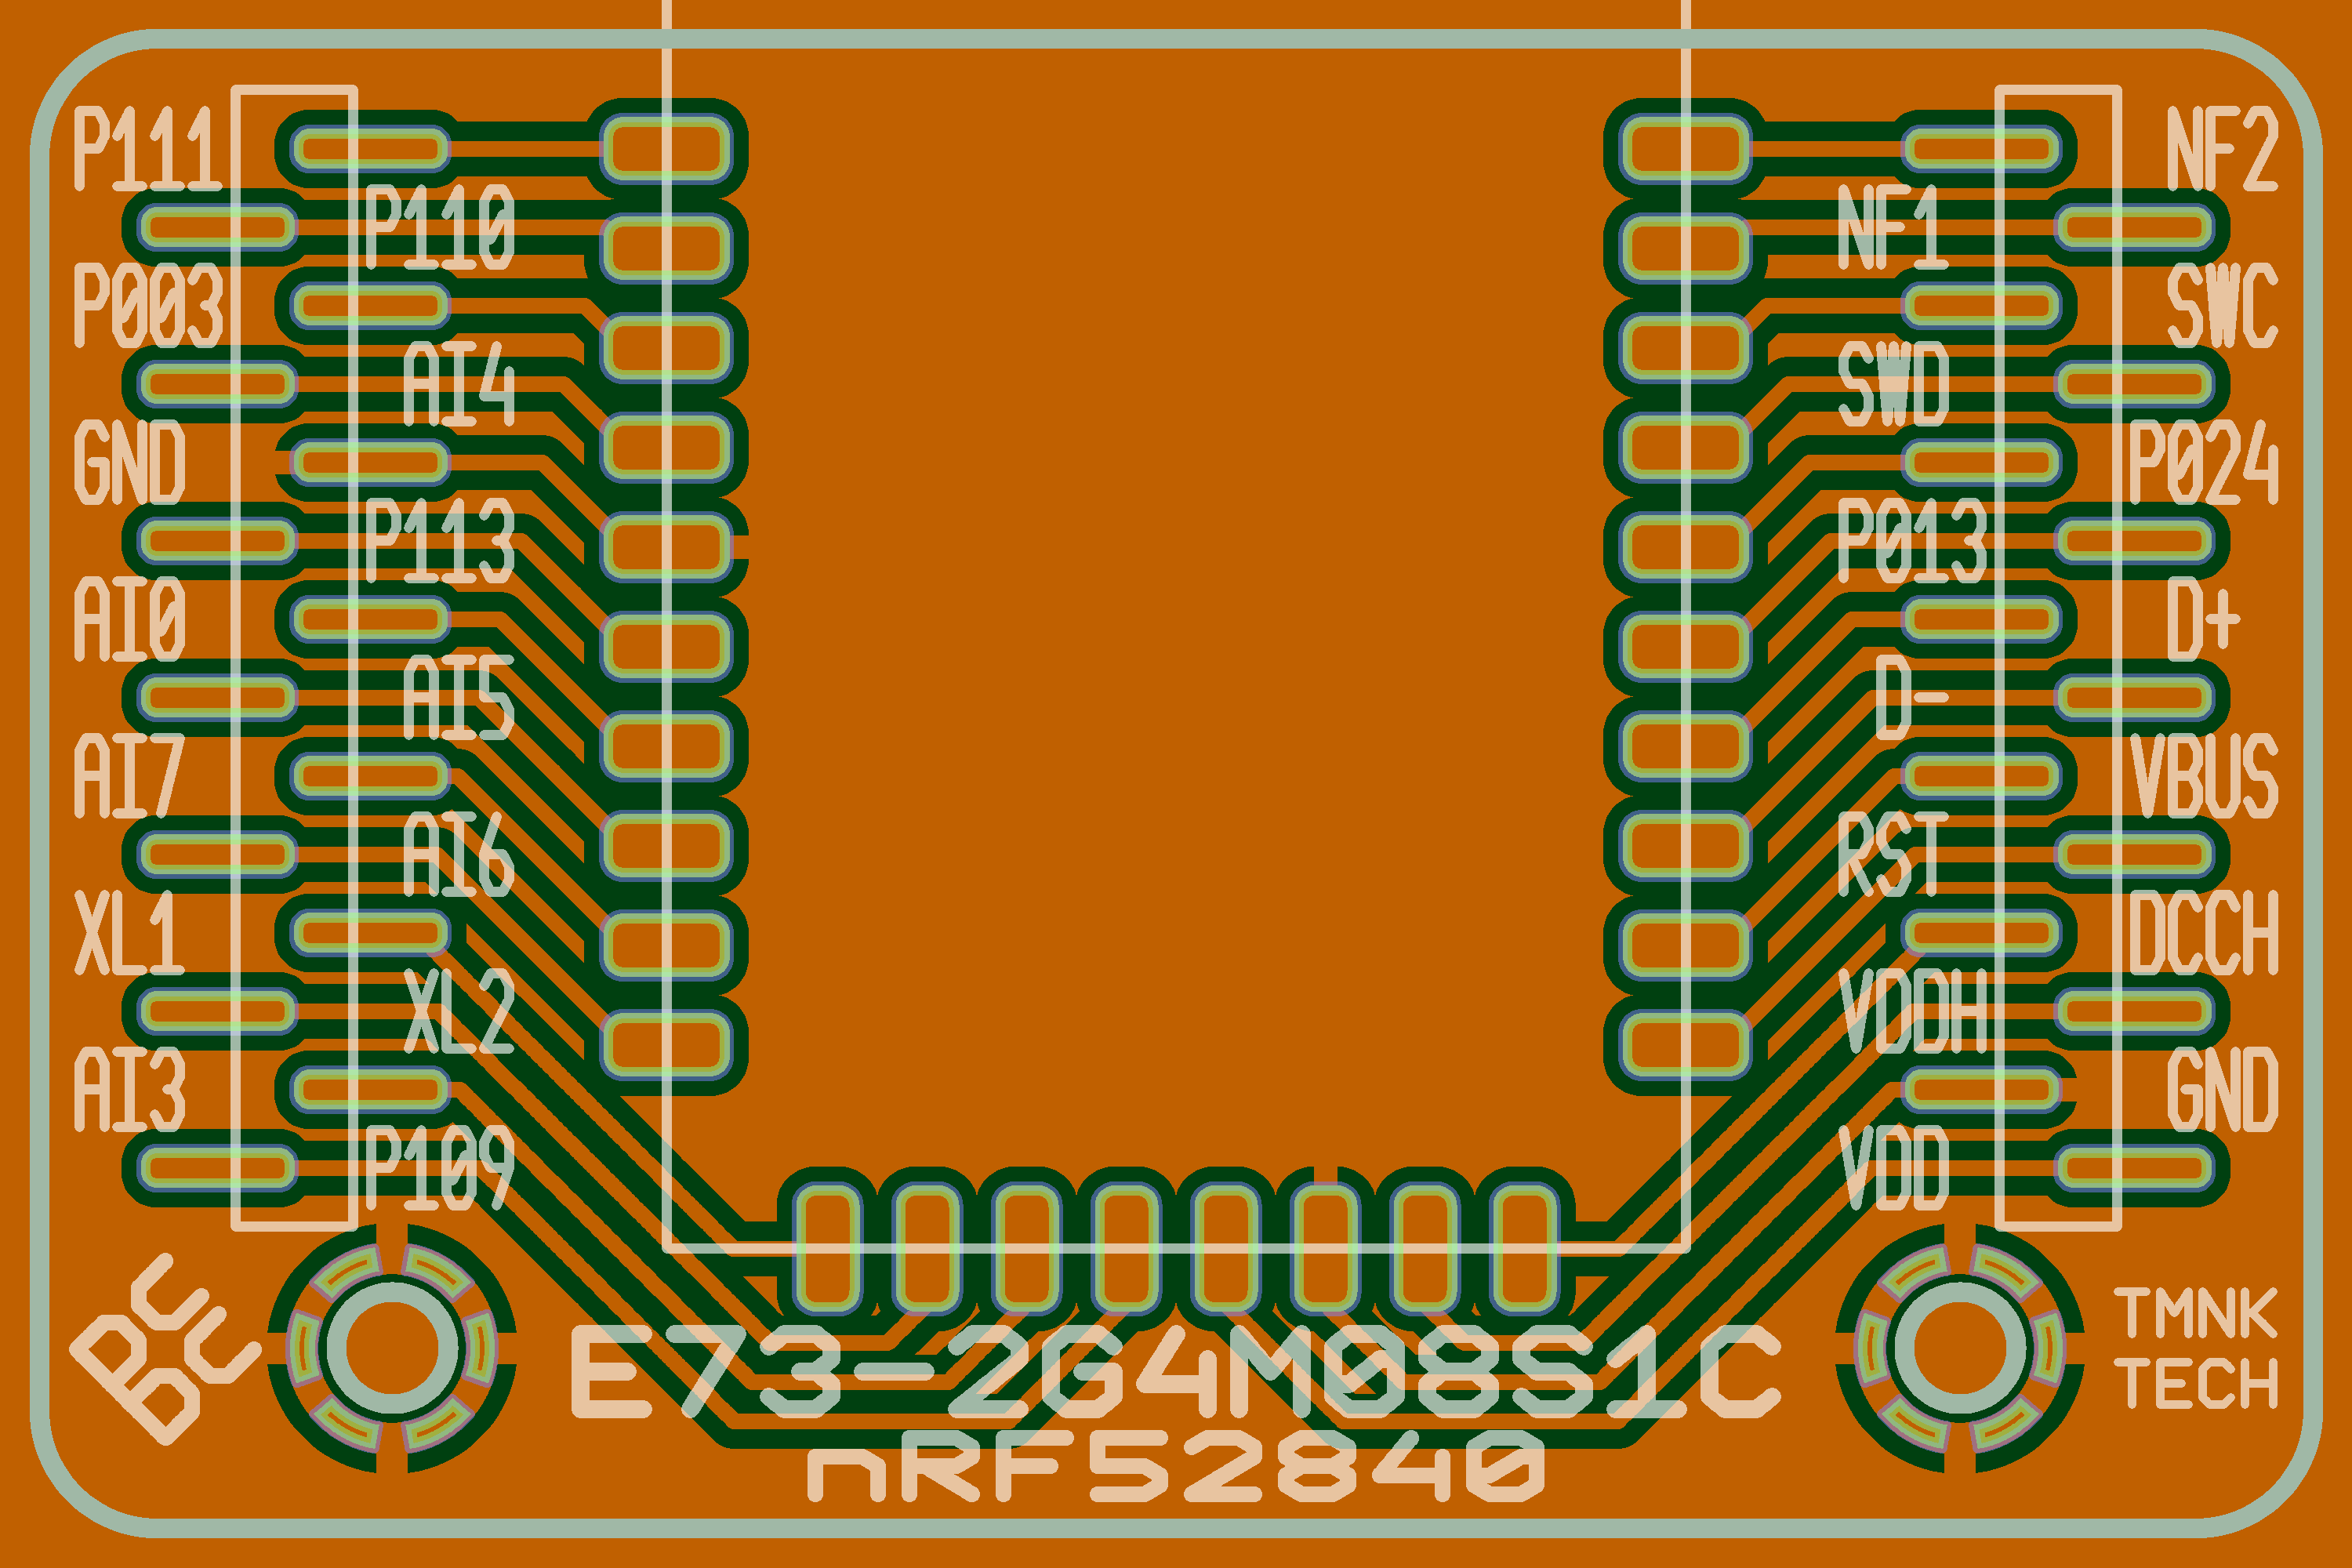 P111
P110
P003
AI4
GND
P113
AI0
AI5
AI7
AI6
XL1
XL2
AI3
P109
NF2
NF1
SWC
SWD
P024
P013
D+
D-
VBUS
RST
DCCH
VDDH
GND
VDD
E73-2G4M08S1C
nRF52840
TMNK
TECH